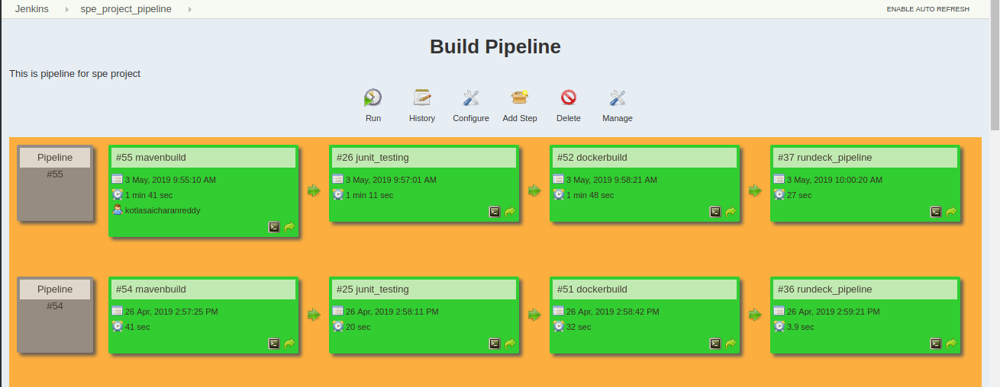 Jenkins spe_project_pipeline ENABLE AUTO REFRESH
Build Pipeline
This is pipeline for spe project
Run History Configure Add Step Delete Manage
Pipeline
#55
#55 mavenbuild
3 May, 2019 9:55:10 AM
1 min 41 sec
kotlasaicharanreddy
#26 junit_testing
3 May, 2019 9:57:01 AM
1 min 11 sec
#52 dockerbuild
3 May, 2019 9:58:21 AM
1 min 48 sec
#37 rundeck_pipeline
3 May, 2019 10:00:20 AM
27 sec
Pipeline
#54
#54 mavenbuild
26 Apr, 2019 2:57:25 PM
41 sec
#25 junit_testing
26 Apr, 2019 2:58:11 PM
20 sec
#51 dockerbuild
26 Apr, 2019 2:58:42 PM
32 sec
#36 rundeck_pipeline
26 Apr, 2019 2:59:21 PM
3.9 sec